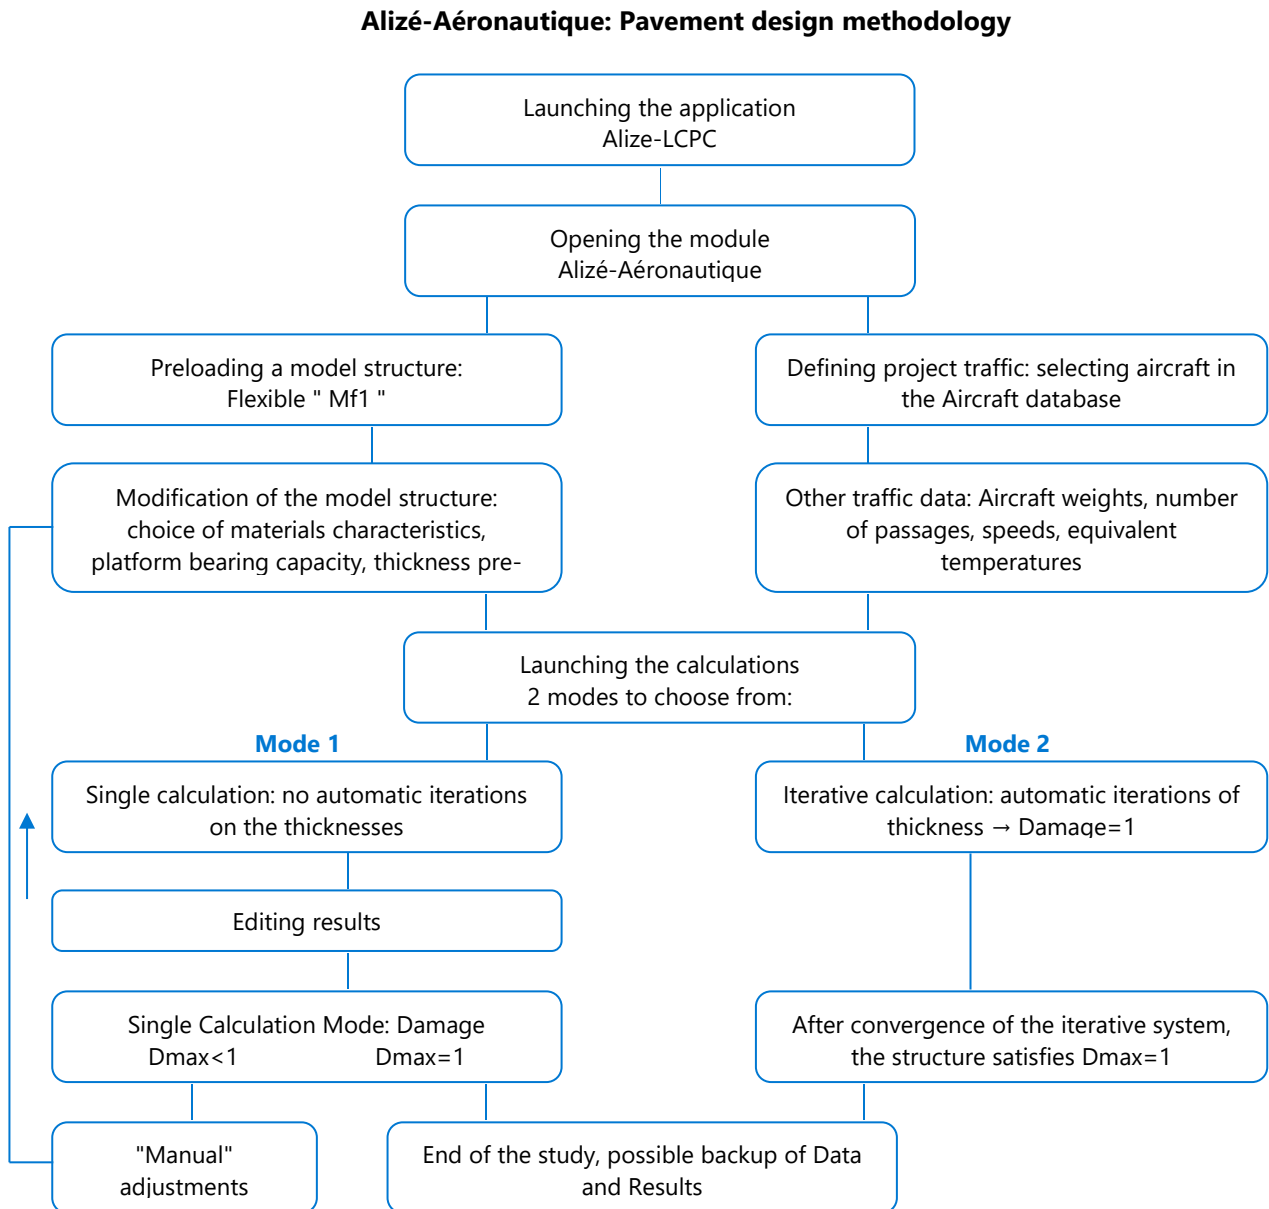 Alizé-Aéronautique: Pavement design methodology
Launching the application
Alize-LCPC
Opening the module
Alizé-Aéronautique
Preloading a model structure:
Flexible " Mf1 "
Defining project traffic: selecting aircraft in
the Aircraft database
Modification of the model structure:
choice of materials characteristics,
platform bearing capacity, thickness pre-
Other traffic data: Aircraft weights, number
of passages, speeds, equivalent
temperatures
Launching the calculations
2 modes to choose from:
Mode 1
Mode 2
Single calculation: no automatic iterations
on the thicknesses
Iterative calculation: automatic iterations of
thickness → Damage=1
Editing results
Single Calculation Mode: Damage
Dmax<1 Dmax=1
After convergence of the iterative system,
the structure satisfies Dmax=1
"Manual"
adjustments
End of the study, possible backup of Data
and Results